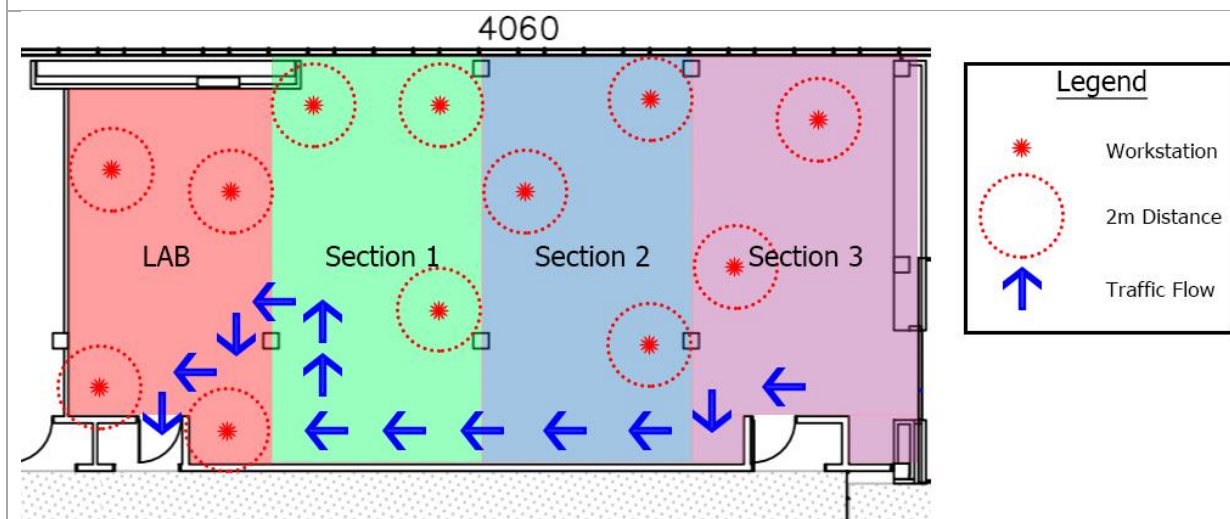 4060
LAB
Section 1
Section 2
Section 3
Legend
Workstation
2m Distance
Traffic Flow